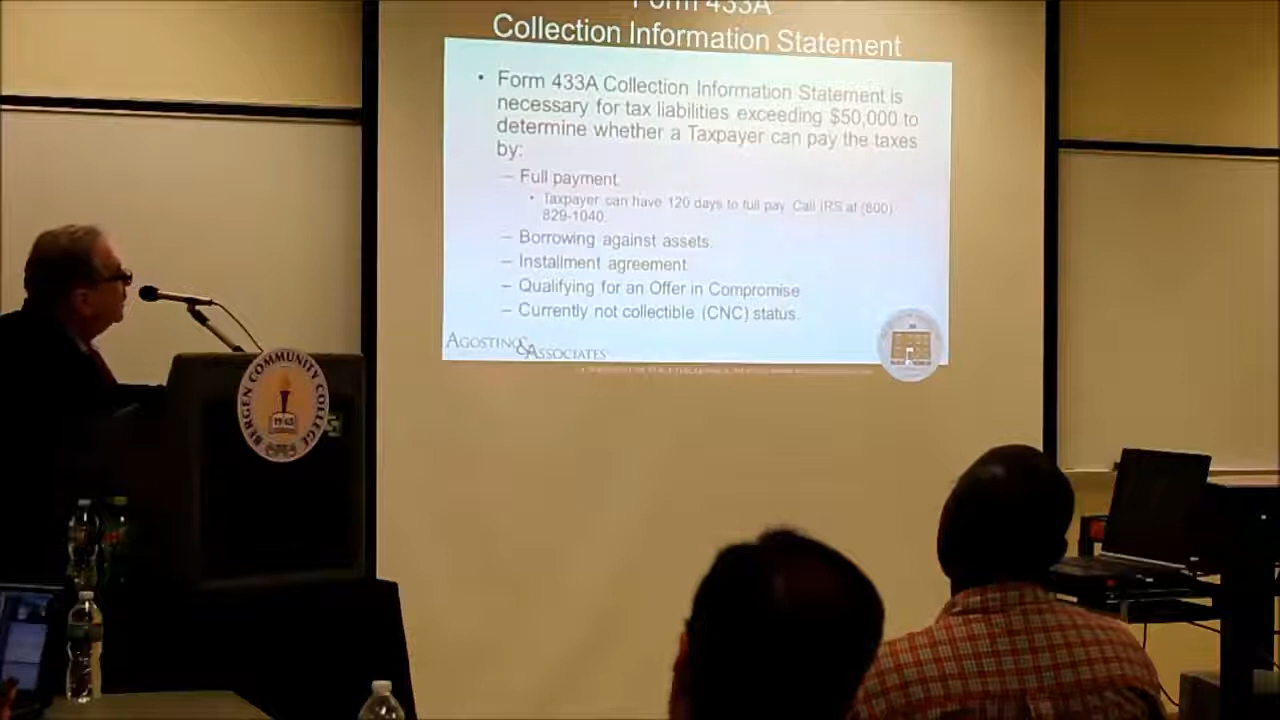 Form 433A
Collection Information Statement
• Form 433A Collection Information Statement is
necessary for tax liabilities exceeding $50,000 to
determine whether a Taxpayer can pay the taxes
by:
– Full payment.
• Taxpayer can have 120 days to full pay. Call IRS at (800)
829-1040.
– Borrowing against assets.
– Installment agreement
– Qualifying for an Offer in Compromise
– Currently not collectible (CNC) status.
AGOSTINO
& ASSOCIATES
BERGEN COMMUNITY COLLEGE